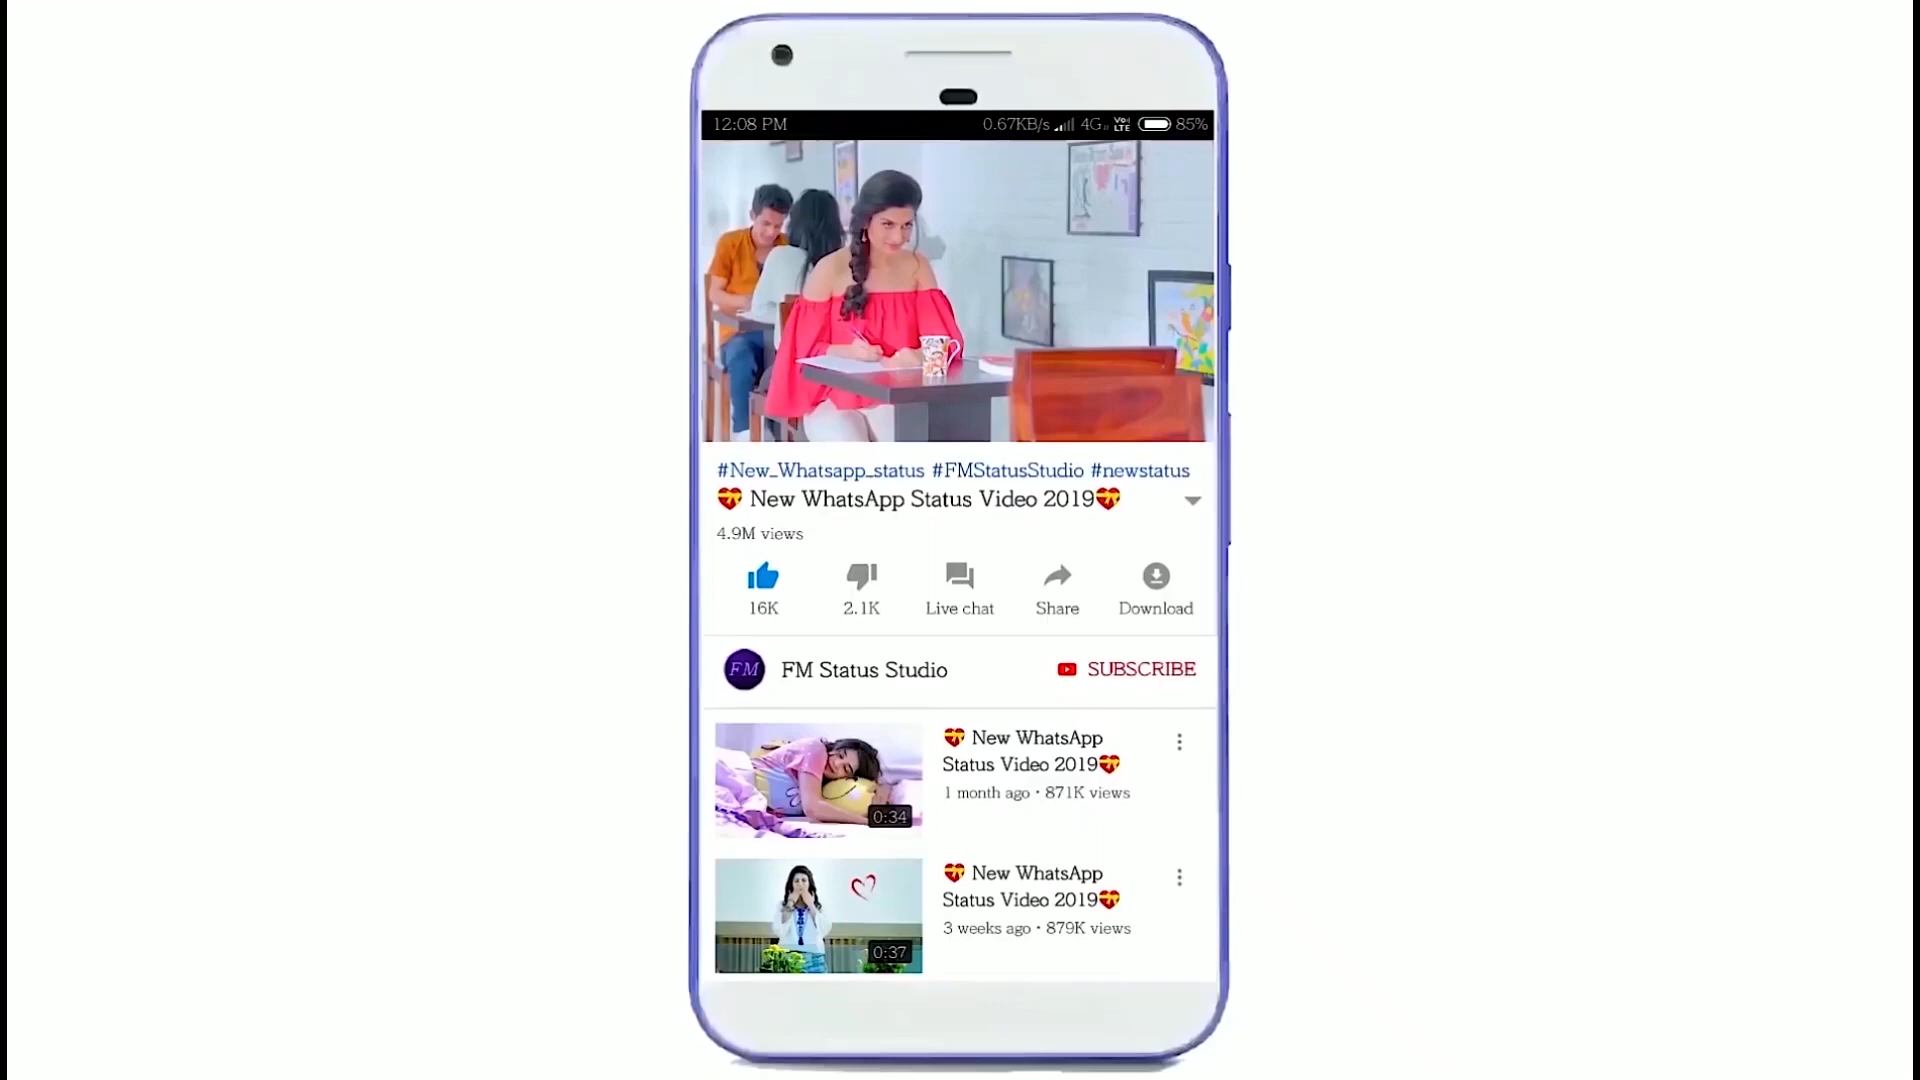 12:08 PM 0.67KB/s 4G VoLTE 85%
#New_Whatsapp_status #FMStatusStudio #newstatus
💝 New WhatsApp Status Video 2019💝
4.9M views
16K 2.1K Live chat Share Download
FM FM Status Studio SUBSCRIBE
💝 New WhatsApp
Status Video 2019💝
1 month ago • 871K views
0:34
💝 New WhatsApp
Status Video 2019💝
3 weeks ago • 879K views
0:37